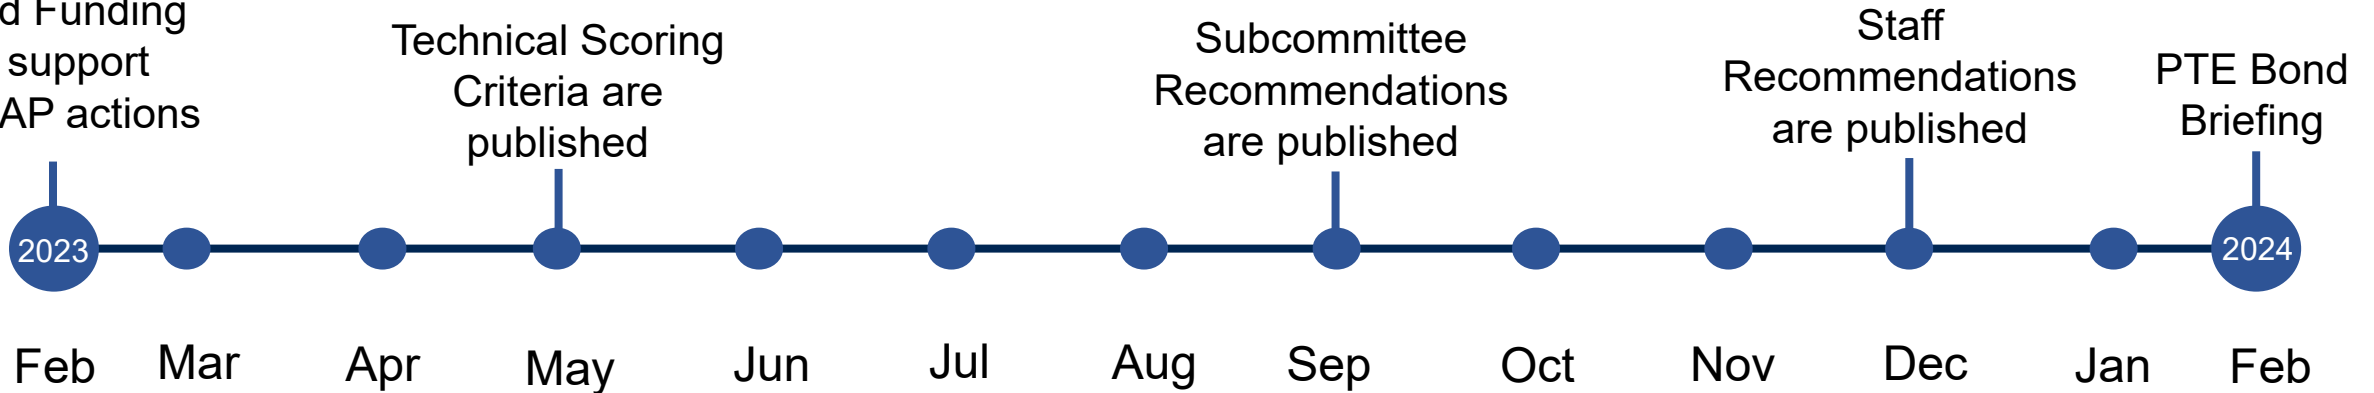 d Funding
support
AP actions
Technical Scoring
Criteria are
published
Subcommittee
Recommendations
are published
Staff
Recommendations
are published
PTE Bond
Briefing
2023
2024
Feb
Mar
Apr
May
Jun
Jul
Aug
Sep
Oct
Nov
Dec
Jan
Feb